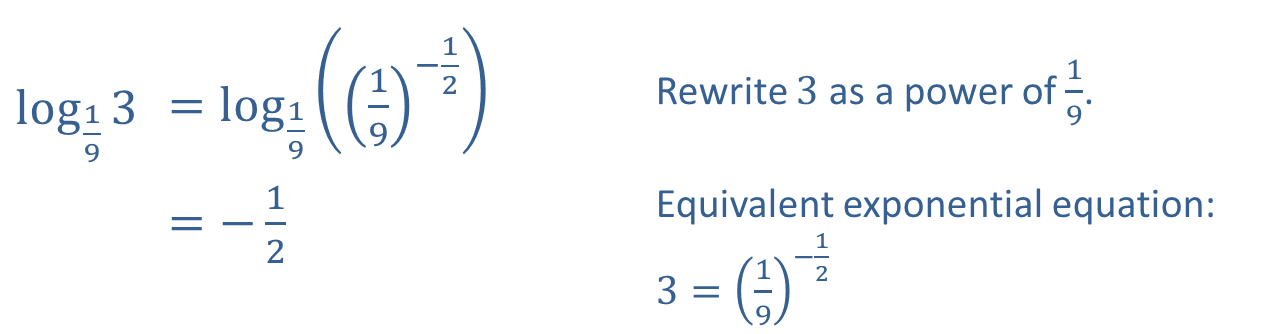 log_{1/9} 3 = log_{1/9} ((1/9)^{-1/2})
Rewrite 3 as a power of 1/9.
= -1/2
Equivalent exponential equation:
3 = (1/9)^{-1/2}